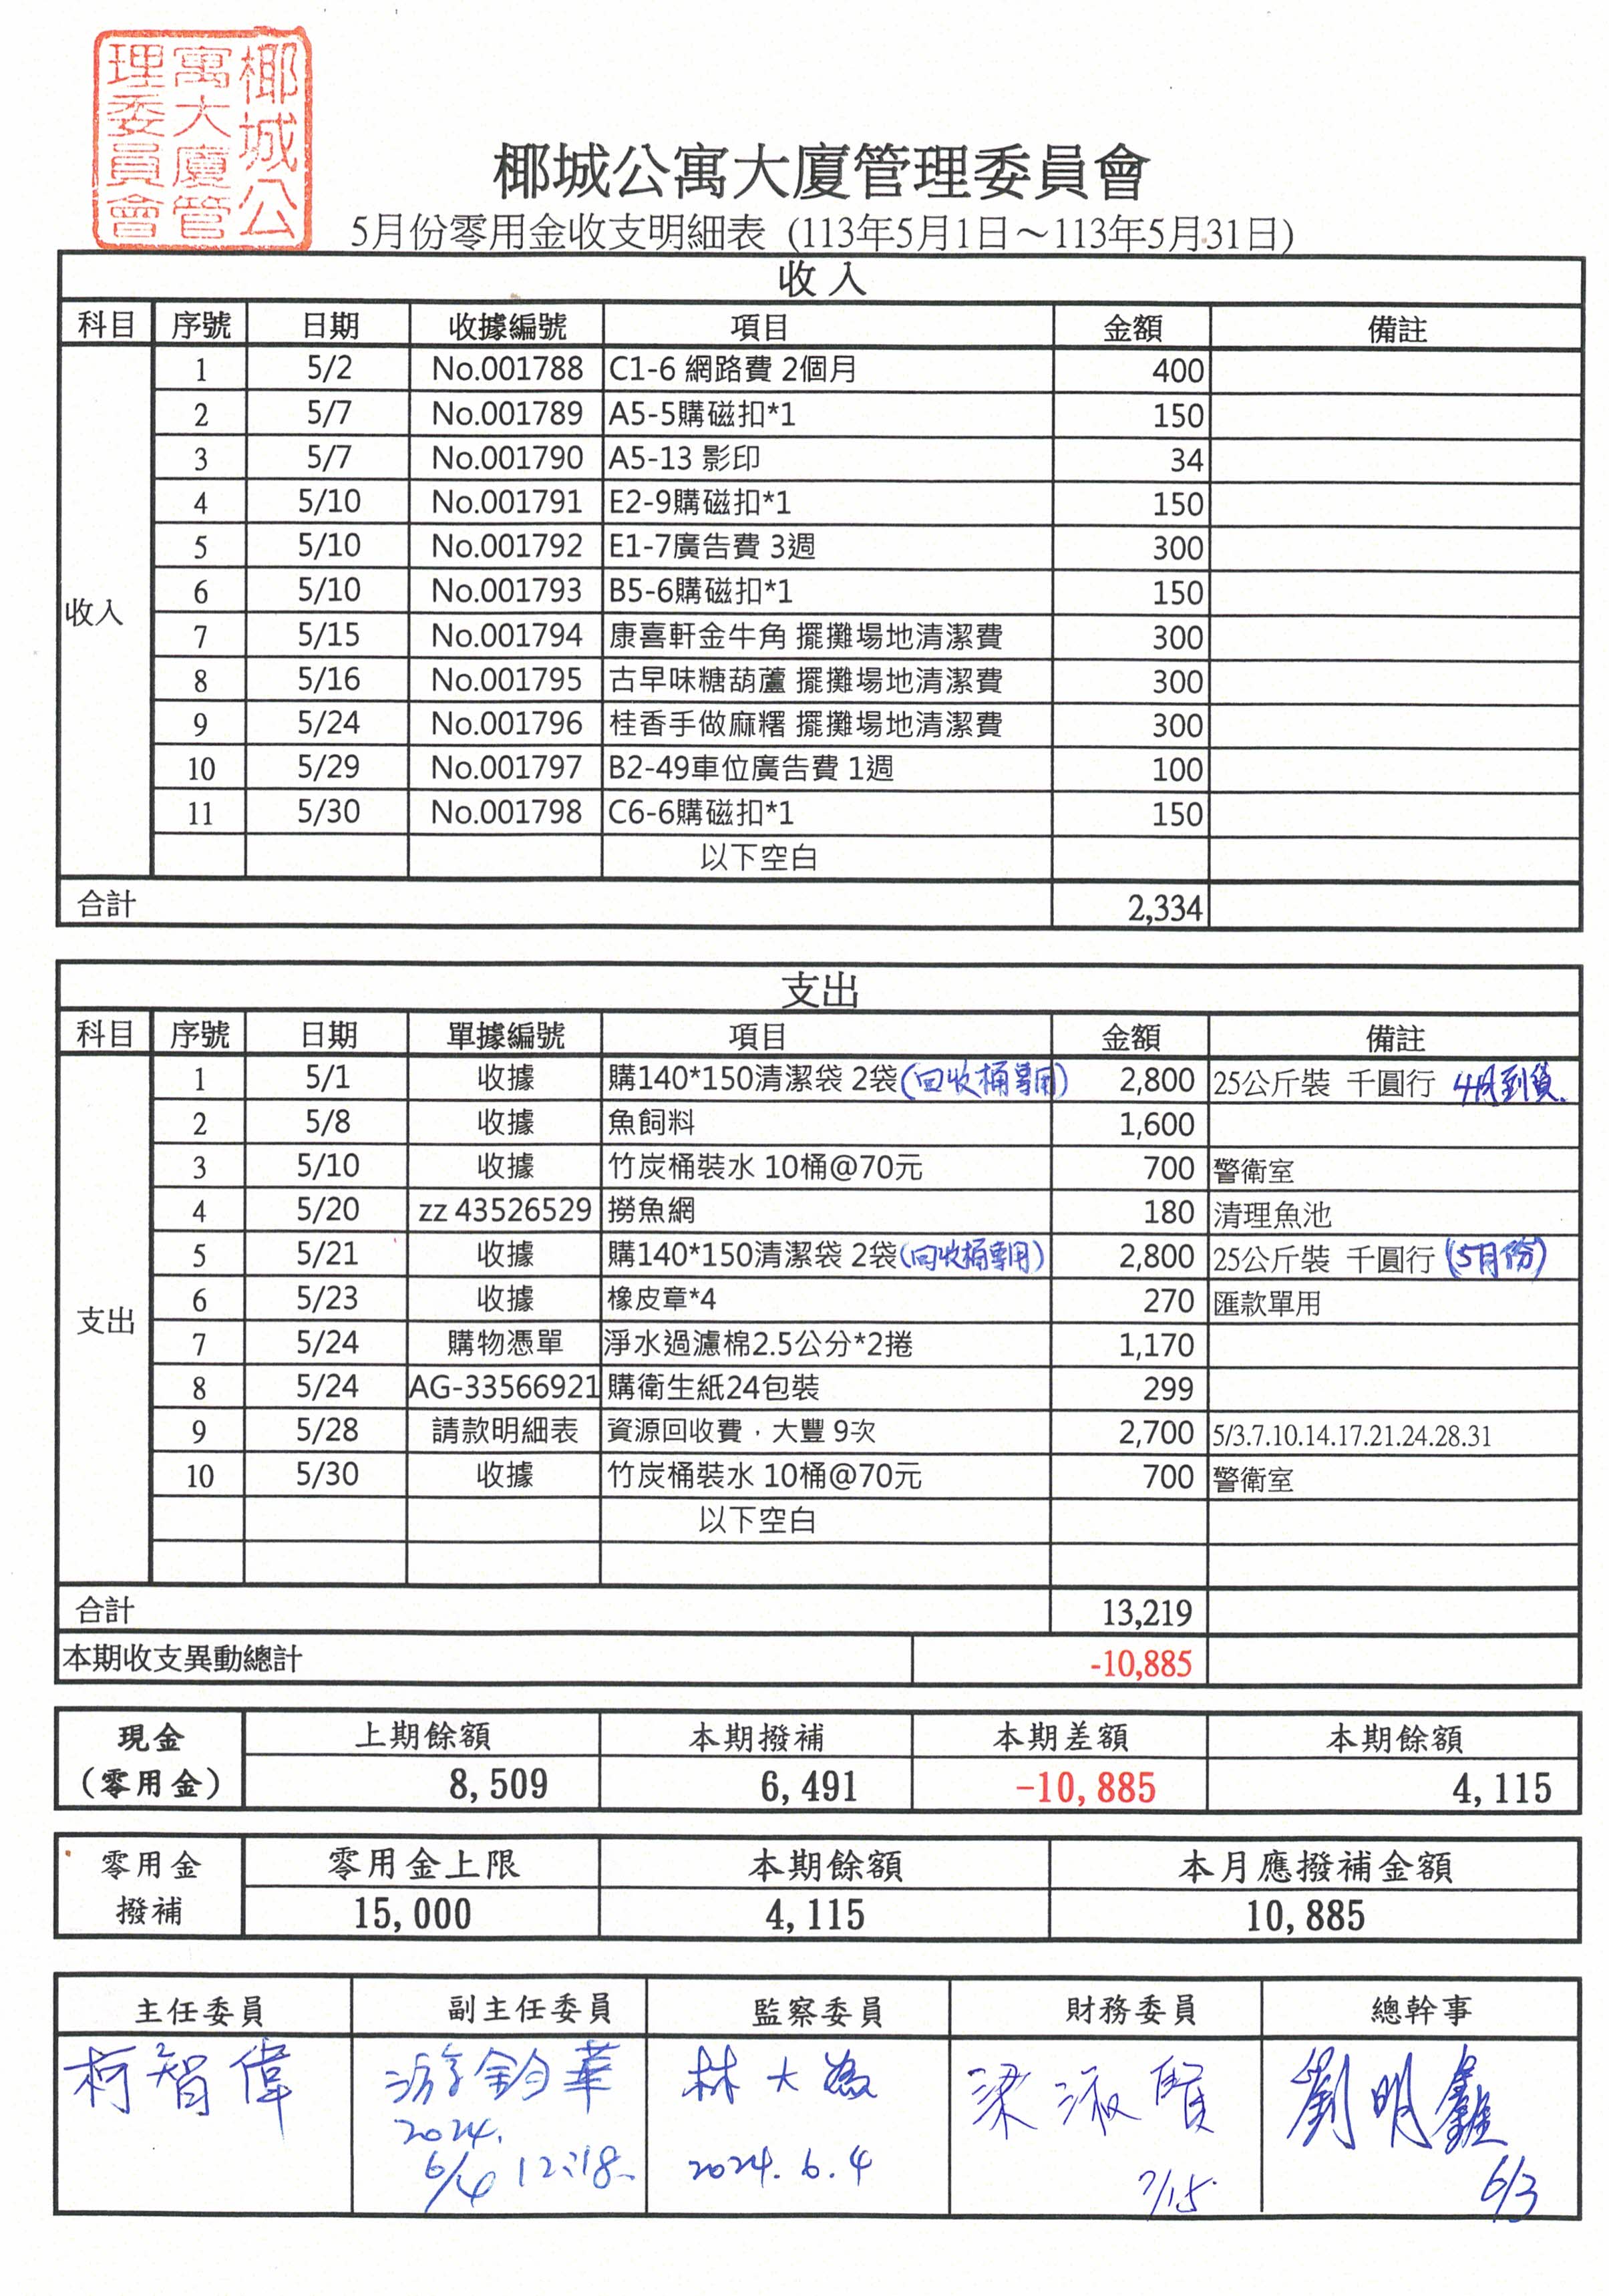 椰城公寓大廈管理委員會
椰城公寓大廈管理委員會
5月份零用金收支明細表 (113年5月1日～113年5月31日)
收 入
科目 序號 日期 收據編號 項目 金額 備註
收入
1 5/2 No.001788 C1-6 網路費 2個月 400
2 5/7 No.001789 A5-5購磁扣*1 150
3 5/7 No.001790 A5-13 影印 34
4 5/10 No.001791 E2-9購磁扣*1 150
5 5/10 No.001792 E1-7廣告費 3週 300
6 5/10 No.001793 B5-6購磁扣*1 150
7 5/15 No.001794 康喜軒金牛角 擺攤場地清潔費 300
8 5/16 No.001795 古早味糖葫蘆 擺攤場地清潔費 300
9 5/24 No.001796 桂香手做麻糬 擺攤場地清潔費 300
10 5/29 No.001797 B2-49車位廣告費 1週 100
11 5/30 No.001798 C6-6購磁扣*1 150
以下空白
合計 2,334
支出
科目 序號 日期 單據編號 項目 金額 備註
支出
1 5/1 收據 購140*150清潔袋 2袋(回收桶專用) 2,800 25公斤裝 千圓行 4月到貨.
2 5/8 收據 魚飼料 1,600
3 5/10 收據 竹炭桶裝水 10桶@70元 700 警衛室
4 5/20 zz 43526529 撈魚網 180 清理魚池
5 5/21 收據 購140*150清潔袋 2袋(回收桶專用) 2,800 25公斤裝 千圓行 (5月份)
6 5/23 收據 橡皮章*4 270 匯款單用
7 5/24 購物憑單 淨水過濾棉2.5公分*2捲 1,170
8 5/24 AG-33566921 購衛生紙24包裝 299
9 5/28 請款明細表 資源回收費，大豐 9次 2,700 5/3.7.10.14.17.21.24.28.31
10 5/30 收據 竹炭桶裝水 10桶@70元 700 警衛室
以下空白
合計 13,219
本期收支異動總計 -10,885
現金 (零用金) 上期餘額 本期撥補 本期差額 本期餘額
8,509 6,491 -10,885 4,115
零用金 撥補 零用金上限 本期餘額 本月應撥補金額
15,000 4,115 10,885
主任委員 副主任委員 監察委員 財務委員 總幹事
柯智偉 游鈞華 林大為 梁淑 劉明鑫
2024. 6/4 12:18. 2024.6.4 7/15 6/3